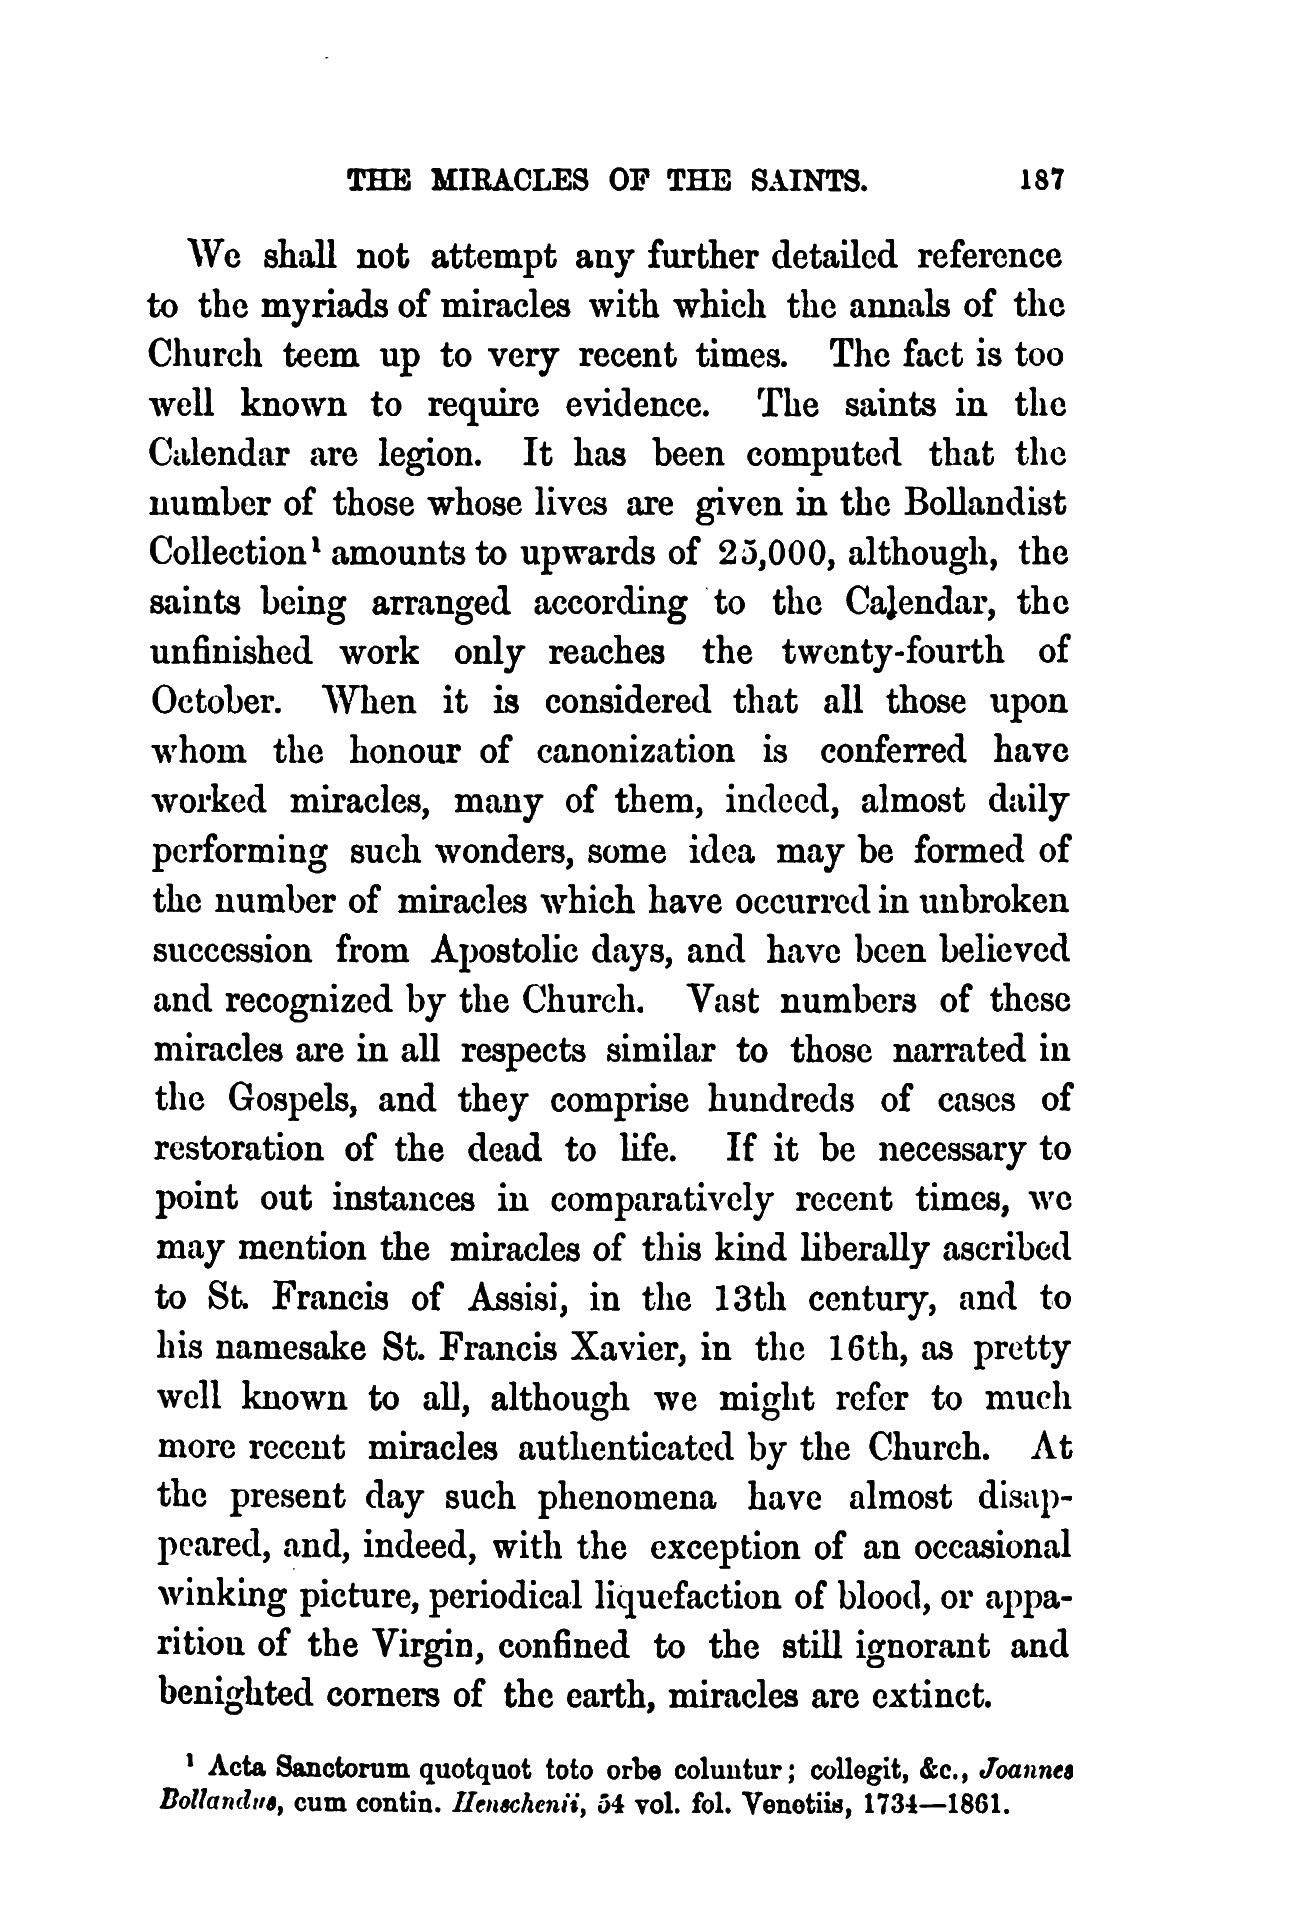 THE MIRACLES OF THE SAINTS. 187
We shall not attempt any further detailed reference
to the myriads of miracles with which the annals of the
Church teem up to very recent times. The fact is too
well known to require evidence. The saints in the
Calendar are legion. It has been computed that the
number of those whose lives are given in the Bollandist
Collection¹ amounts to upwards of 25,000, although, the
saints being arranged according to the Calendar, the
unfinished work only reaches the twenty-fourth of
October. When it is considered that all those upon
whom the honour of canonization is conferred have
worked miracles, many of them, indeed, almost daily
performing such wonders, some idea may be formed of
the number of miracles which have occurred in unbroken
succession from Apostolic days, and have been believed
and recognized by the Church. Vast numbers of these
miracles are in all respects similar to those narrated in
the Gospels, and they comprise hundreds of cases of
restoration of the dead to life. If it be necessary to
point out instances in comparatively recent times, we
may mention the miracles of this kind liberally ascribed
to St. Francis of Assisi, in the 13th century, and to
his namesake St. Francis Xavier, in the 16th, as pretty
well known to all, although we might refer to much
more recent miracles authenticated by the Church. At
the present day such phenomena have almost disap-
peared, and, indeed, with the exception of an occasional
winking picture, periodical liquefaction of blood, or appa-
rition of the Virgin, confined to the still ignorant and
benighted corners of the earth, miracles are extinct.
¹ Acta Sanctorum quotquot toto orbe coluntur; collegit, &c., Joannes
Bollandus, cum contin. Henschenii, 54 vol. fol. Venetiis, 1734—1861.